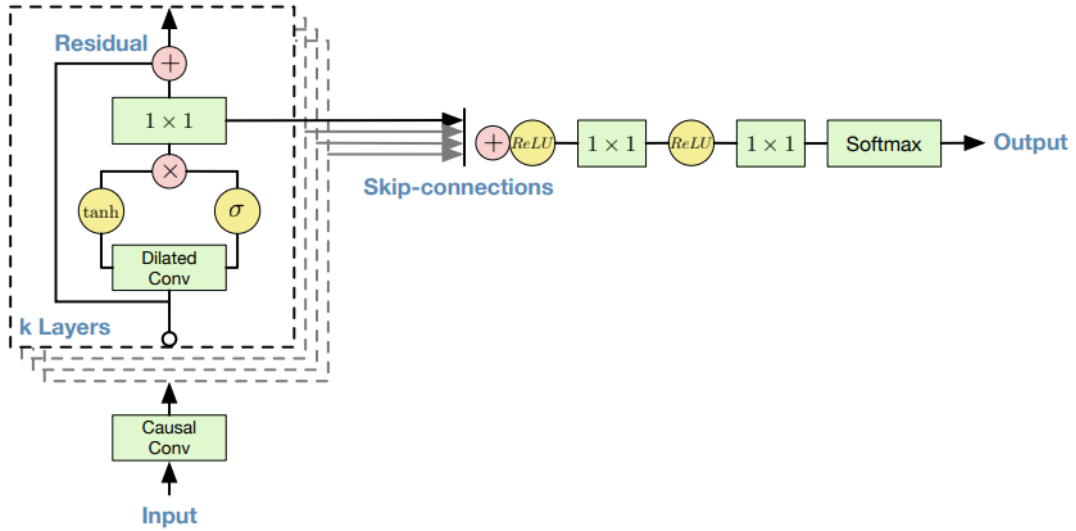 Residual
+
1 × 1
×
tanh
σ
Dilated
Conv
k Layers
Causal
Conv
Input
+
ReLU
1 × 1
ReLU
1 × 1
Softmax
Output
Skip-connections